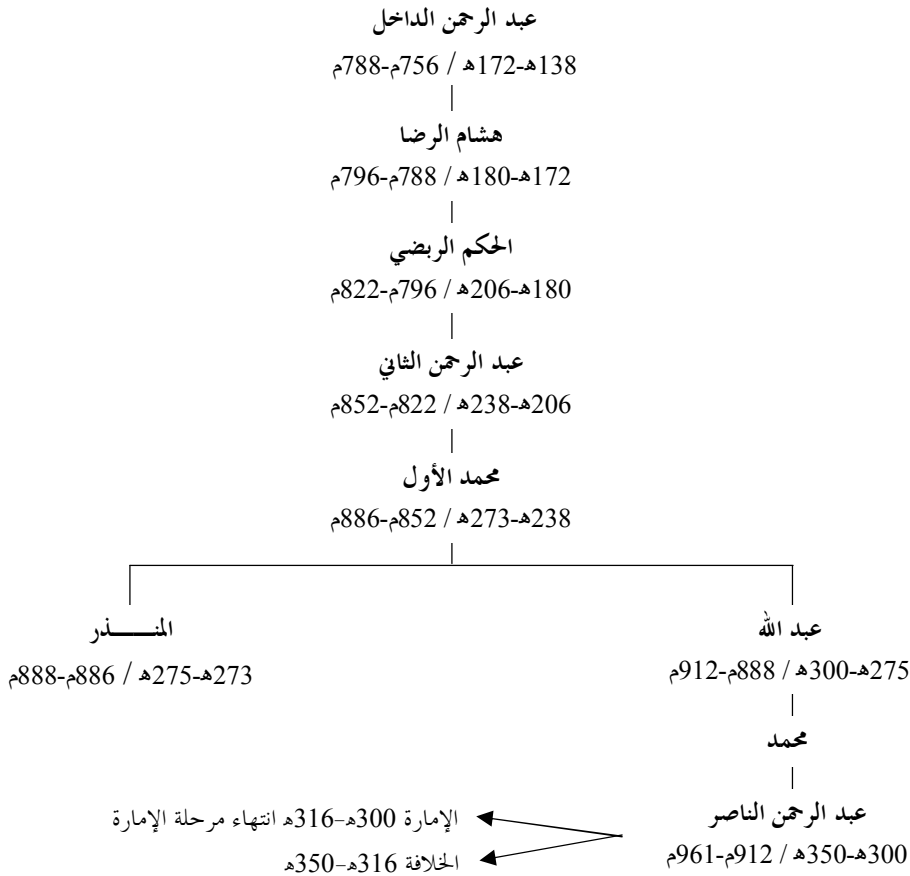 عبد الرحمن الداخل
138هـ-172هـ / 756م-788م
هشام الرضا
172هـ-180هـ / 788م-796م
الحكم الربضي
180هـ-206هـ / 796م-822م
عبد الرحمن الثاني
206هـ-238هـ / 822م-852م
محمد الأول
238هـ-273هـ / 852م-886م
عبد الله
275هـ-300هـ / 888م-912م
المنـــــذر
273هـ-275هـ / 886م-888م
محمد
عبد الرحمن الناصر
300هـ-350هـ / 912م-961م
الإمارة 300هـ-316هـ انتهاء مرحلة الإمارة
الخلافة 316هـ-350هـ